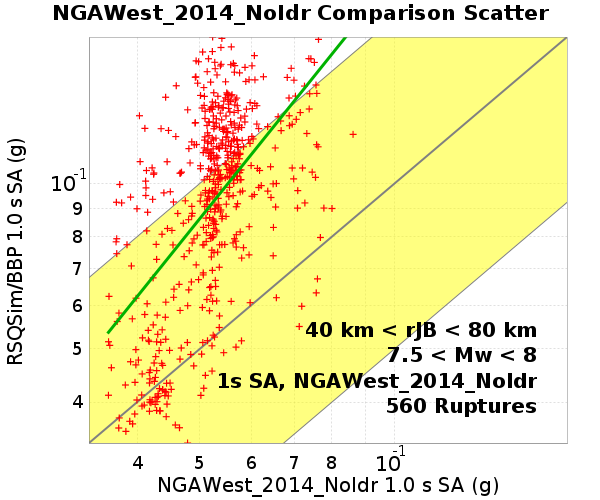 NGAWest_2014_NoIdr Comparison Scatter
RSQSim/BBP 1.0 s SA (g)
10-1
9
8
7
6
5
4
40 km < rJB < 80 km
7.5 < Mw < 8
1s SA, NGAWest_2014_NoIdr
560 Ruptures
4 5 6 7 8 10-1
NGAWest_2014_NoIdr 1.0 s SA (g)